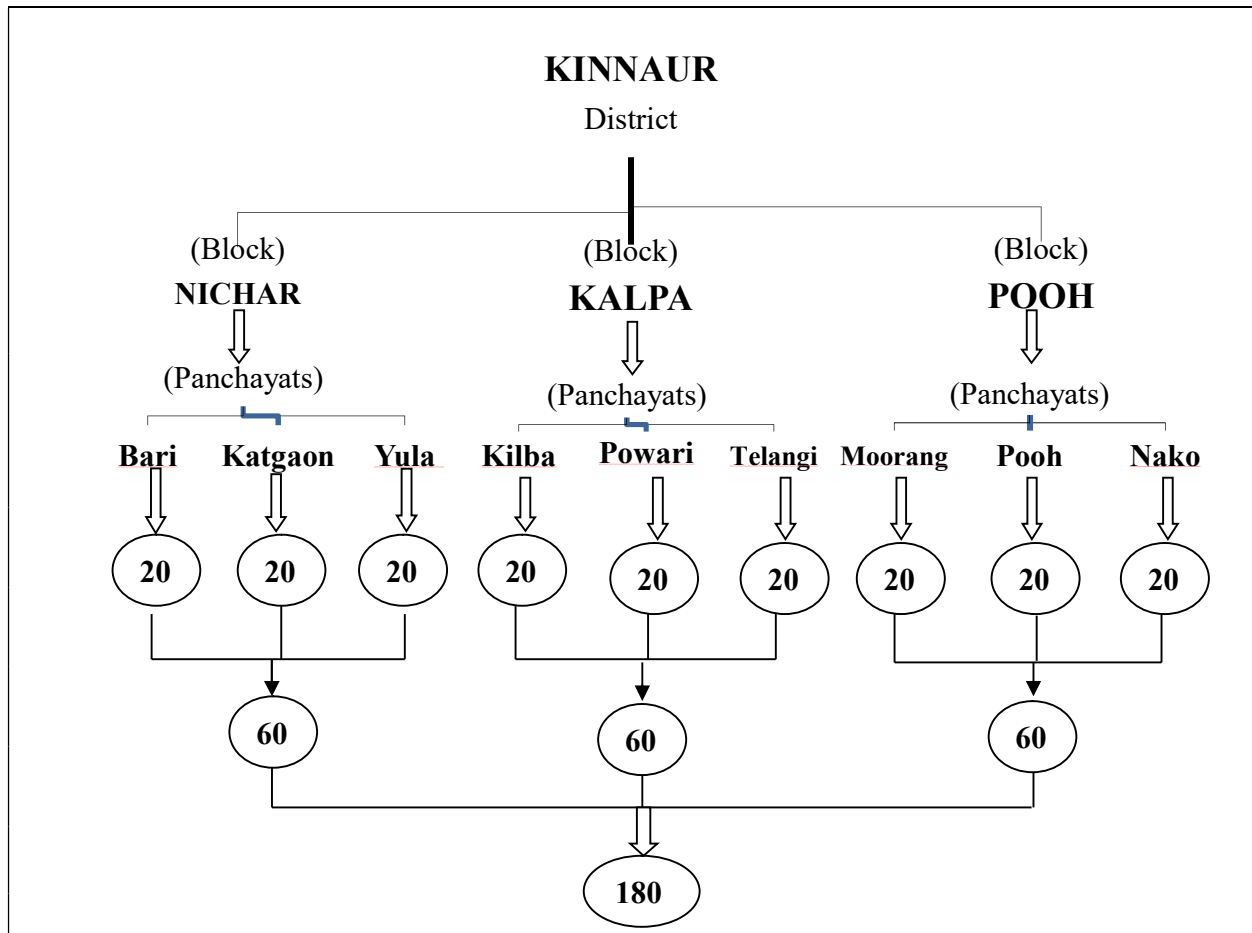 KINNAUR
District
(Block) (Block) (Block)
NICHAR KALPA POOH
(Panchayats) (Panchayats) (Panchayats)
Bari Katgaon Yula Kilba Powari Telangi Moorang Pooh Nako
20 20 20 20 20 20 20 20 20
60 60 60
180